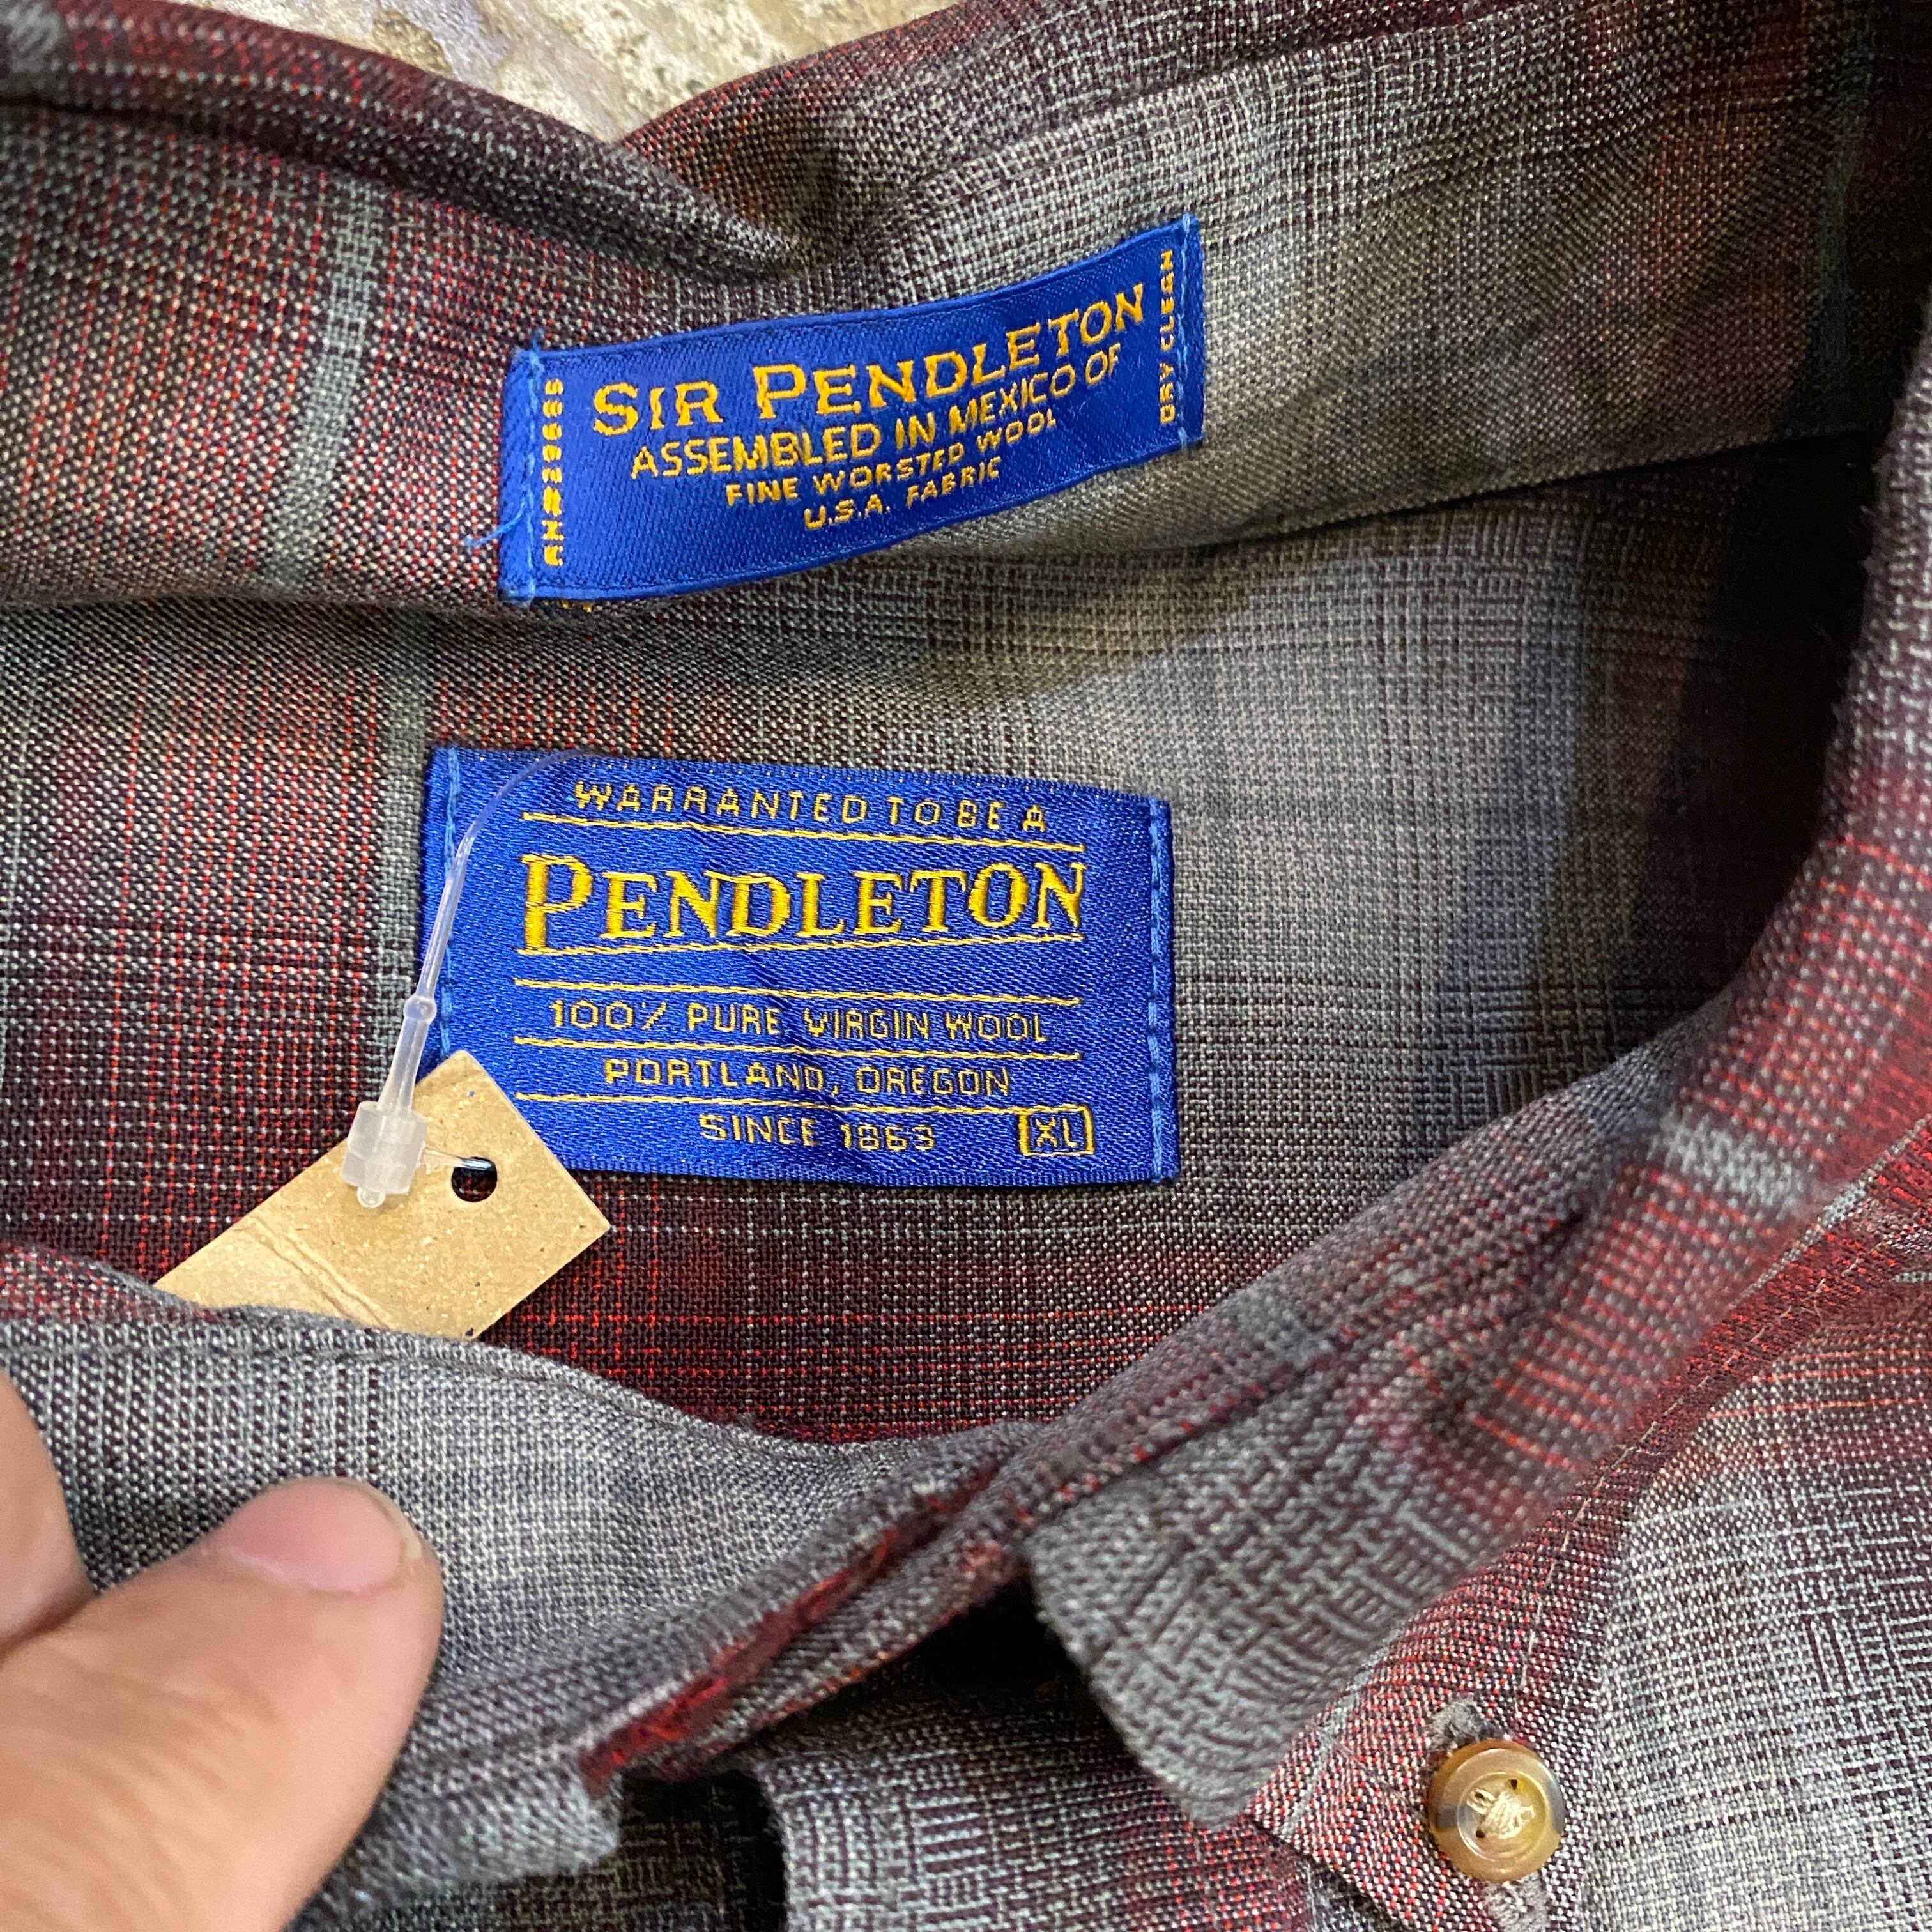 SIR PENDLETON
ASSEMBLED IN MEXICO OF
FINE WORSTED WOOL
U.S.A. FABRIC
DRY CLEAN
WARRANTED TO BE A
PENDLETON
100% PURE VIRGIN WOOL
PORTLAND, OREGON
SINCE 1863
XL